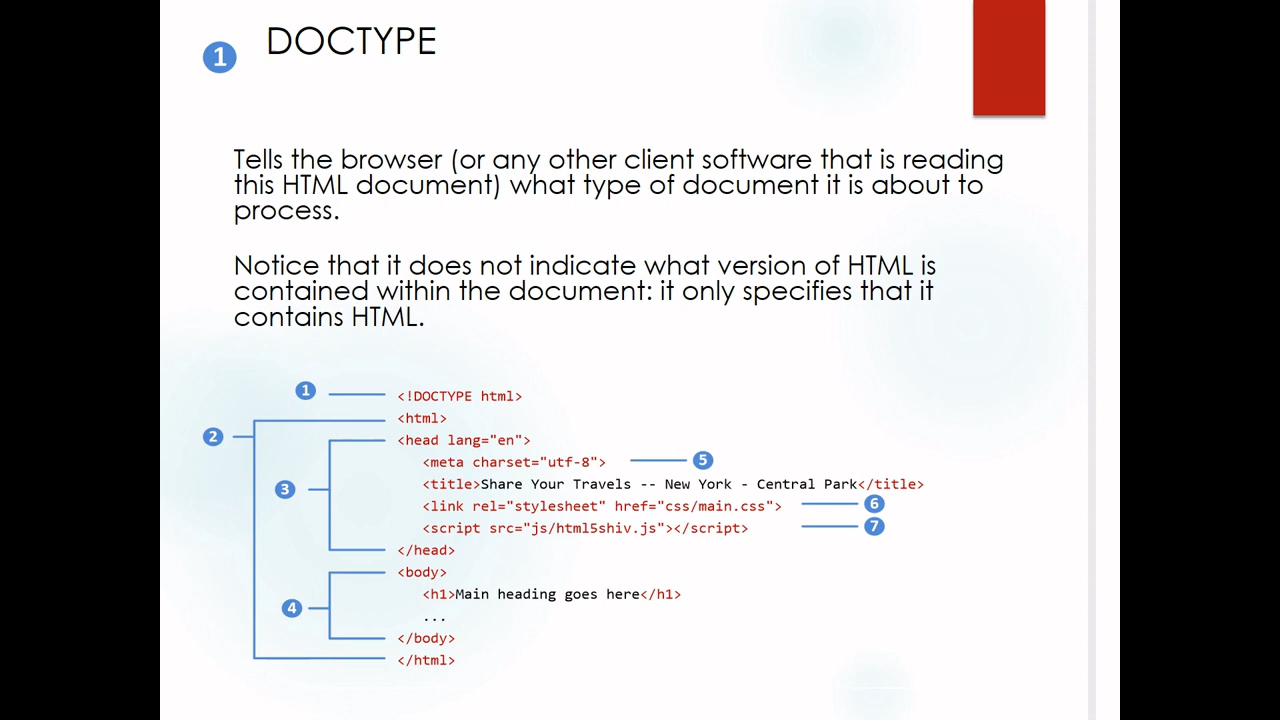 1 DOCTYPE
Tells the browser (or any other client software that is reading
this HTML document) what type of document it is about to
process.
Notice that it does not indicate what version of HTML is
contained within the document: it only specifies that it
contains HTML.
1 <!DOCTYPE html>
2 <html>
3 <head lang="en">
<meta charset="utf-8"> 5
<title>Share Your Travels -- New York - Central Park</title>
<link rel="stylesheet" href="css/main.css"> 6
<script src="js/html5shiv.js"></script> 7
</head>
<body>
4 <h1>Main heading goes here</h1>
...
</body>
</html>